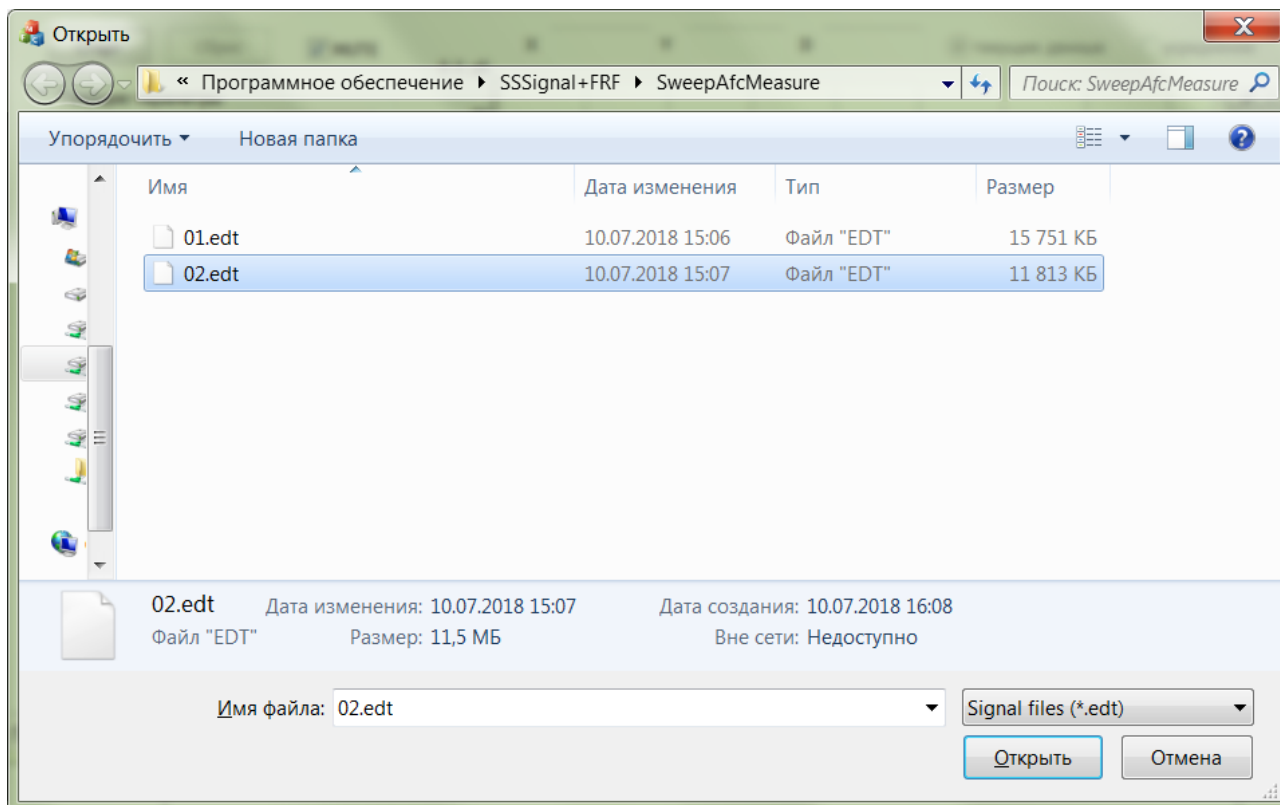 Открыть
« Программное обеспечение SSSignal+FRF SweepAfcMeasure Поиск: SweepAfcMeasure
Упорядочить Новая папка
Имя Дата изменения Тип Размер
01.edt 10.07.2018 15:06 Файл "EDT" 15 751 КБ
02.edt 10.07.2018 15:07 Файл "EDT" 11 813 КБ
02.edt Дата изменения: 10.07.2018 15:07 Дата создания: 10.07.2018 16:08
Файл "EDT" Размер: 11,5 МБ Вне сети: Недоступно
Имя файла: 02.edt Signal files (*.edt)
Открыть Отмена